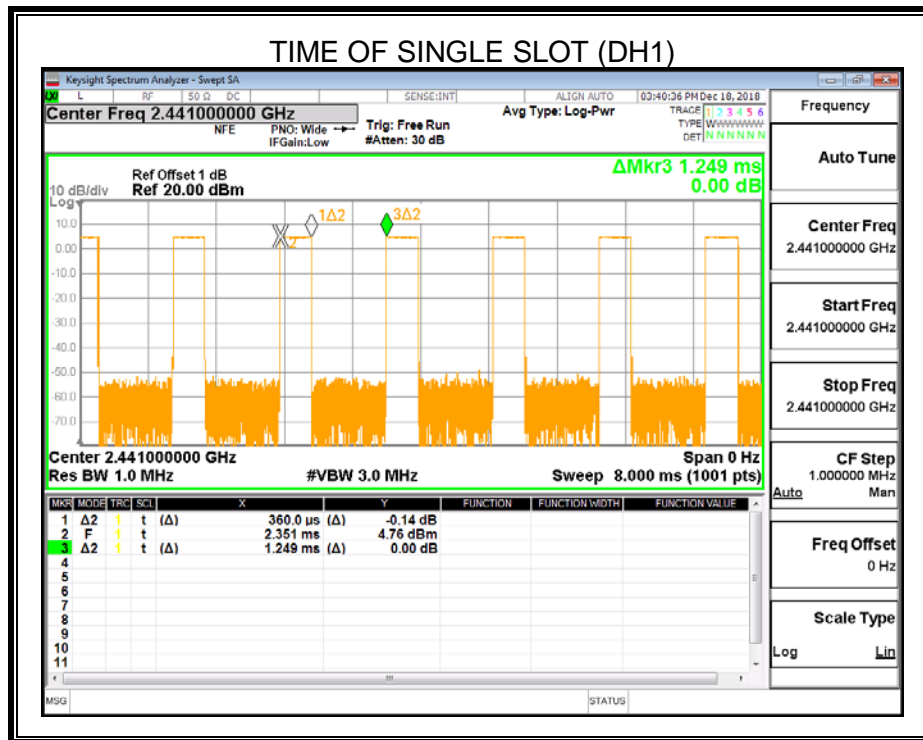 TIME OF SINGLE SLOT (DH1)
Keysight Spectrum Analyzer - Swept SA
LXI L RF 50 Ω DC SENSE:INT ALIGN AUTO 03:40:36 PM Dec 18, 2018
Center Freq 2.441000000 GHz
NFE PNO: Wide IFGain:Low
Trig: Free Run
#Atten: 30 dB
Avg Type: Log-Pwr
TRACE 1 2 3 4 5 6
TYPE WWWWWW
DET N N N N N N
Frequency
Auto Tune
Ref Offset 1 dB
10 dB/div Ref 20.00 dBm
ΔMkr3 1.249 ms
0.00 dB
Log
10.0
0.00
-10.0
-20.0
-30.0
-40.0
-50.0
-60.0
-70.0
1Δ2
2
3Δ2
Center Freq
2.441000000 GHz
Start Freq
2.441000000 GHz
Stop Freq
2.441000000 GHz
CF Step
1.000000 MHz
Auto Man
Freq Offset
0 Hz
Scale Type
Log Lin
Center 2.441000000 GHz Span 0 Hz
Res BW 1.0 MHz #VBW 3.0 MHz Sweep 8.000 ms (1001 pts)
MKR MODE TRC SCL X Y FUNCTION FUNCTION WIDTH FUNCTION VALUE
1 Δ2 1 t (Δ) 360.0 µs (Δ) -0.14 dB
2 F 1 t 2.351 ms 4.76 dBm
3 Δ2 1 t (Δ) 1.249 ms (Δ) 0.00 dB
4
5
6
7
8
9
10
11
MSG STATUS